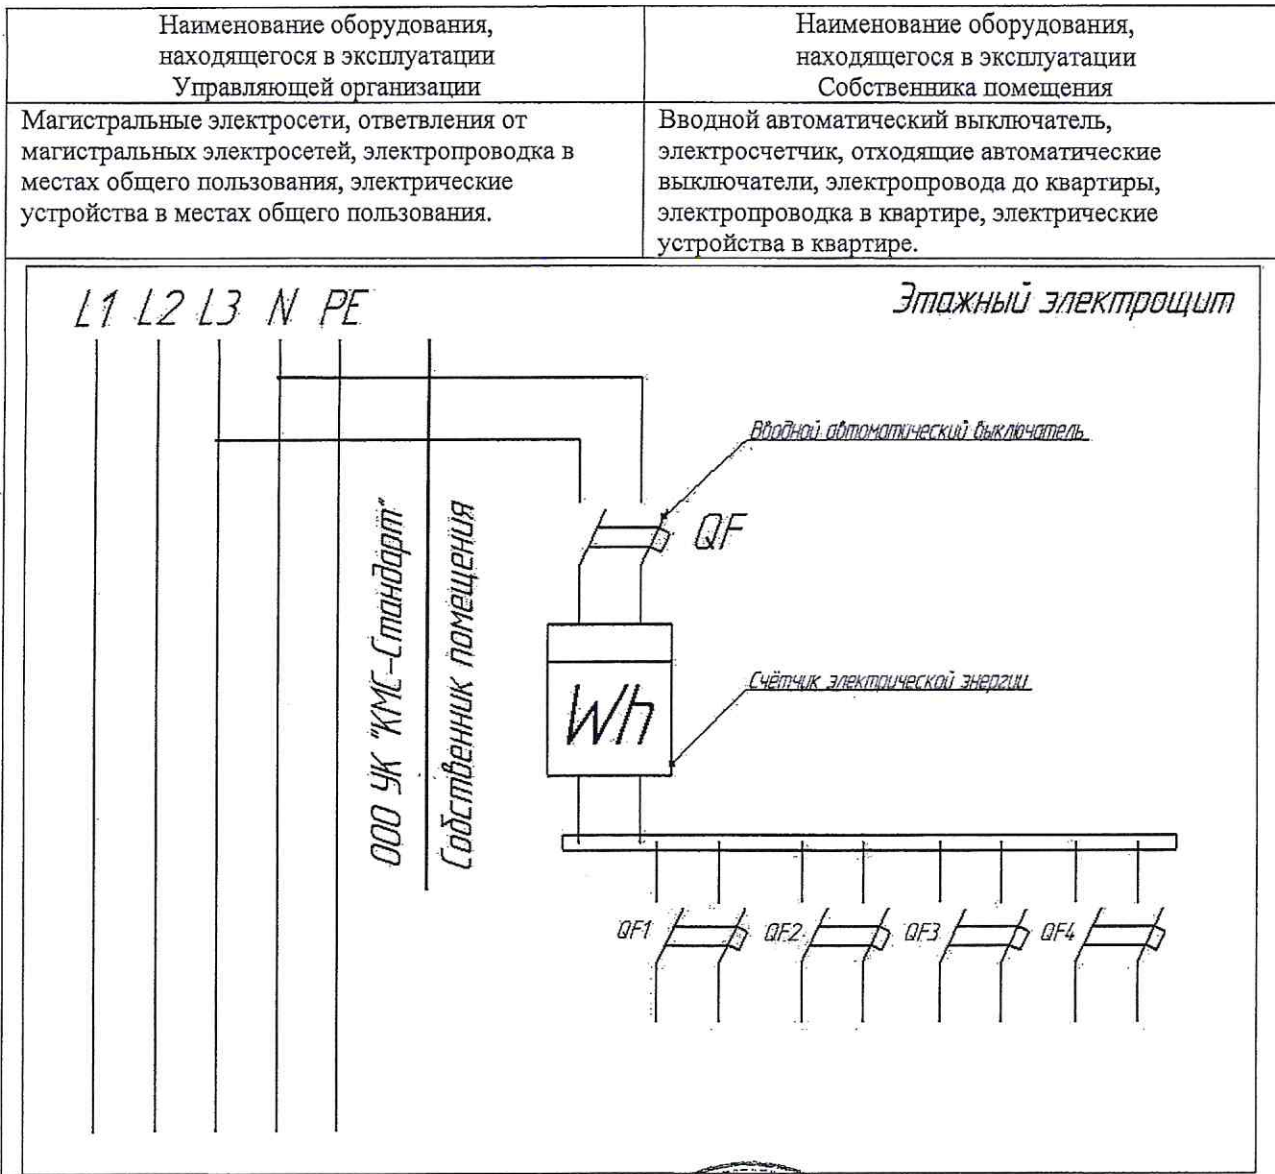 Наименование оборудования,
находящегося в эксплуатации
Управляющей организации
Наименование оборудования,
находящегося в эксплуатации
Собственника помещения
Магистральные электросети, ответвления от
магистральных электросетей, электропроводка в
местах общего пользования, электрические
устройства в местах общего пользования.
Вводной автоматический выключатель,
электросчетчик, отходящие автоматические
выключатели, электропровода до квартиры,
электропроводка в квартире, электрические
устройства в квартире.
L1 L2 L3 N PE
Этажный электрощит
Вводной автоматический выключатель
QF
ООО УК "КМС-Стандарт"
Собственник помещения
Счётчик электрической энергии
Wh
QF1 QF2 QF3 QF4